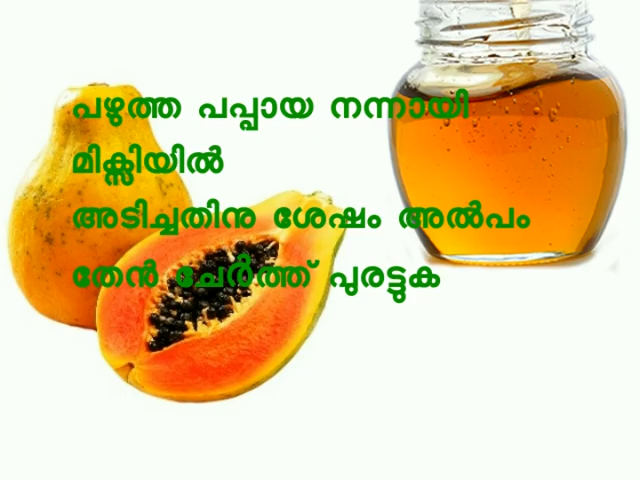 പഴുത്ത പപ്പായ നന്നായി
മിക്സിയിൽ
അടിച്ചതിനു ശേഷം അൽപം
തേൻ ചേർത്ത് പുരട്ടുക